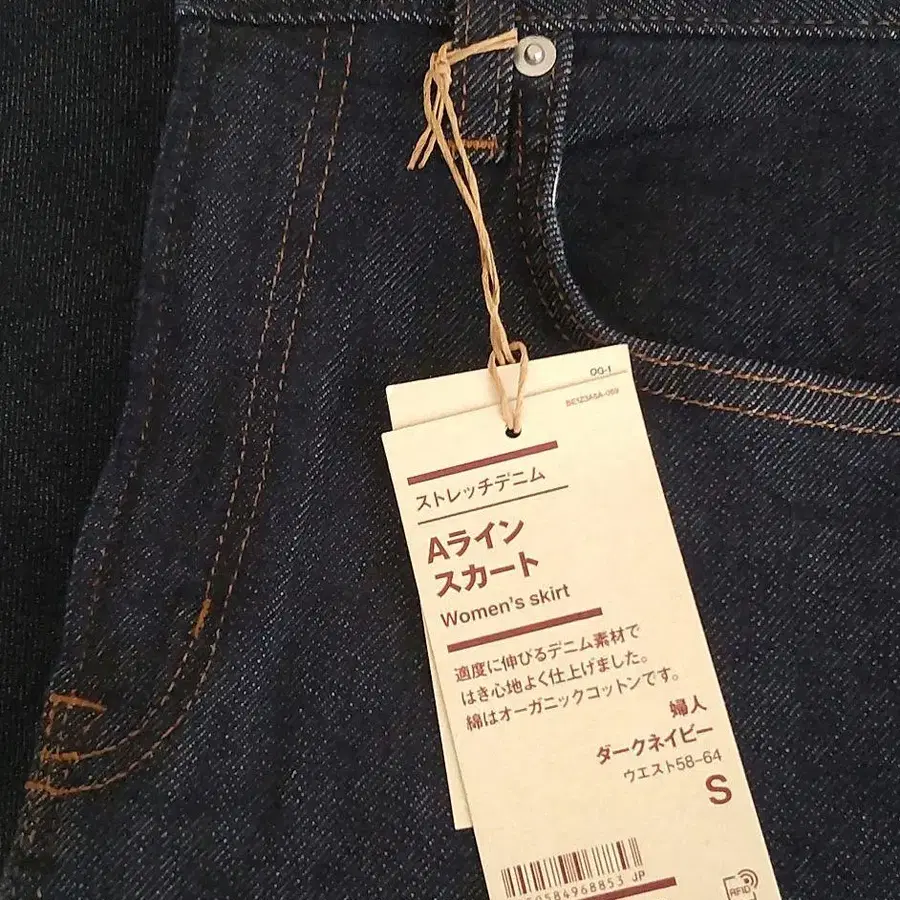 OG-1
BE1Z3A5A-059
ストレッチデニム
Aライン
スカート
Women's skirt
適度に伸びるデニム素材で
はき心地よく仕上げました。
綿はオーガニックコットンです。
婦人
ダークネイビー
ウエスト58-64
S
0584968853 JP
RFID